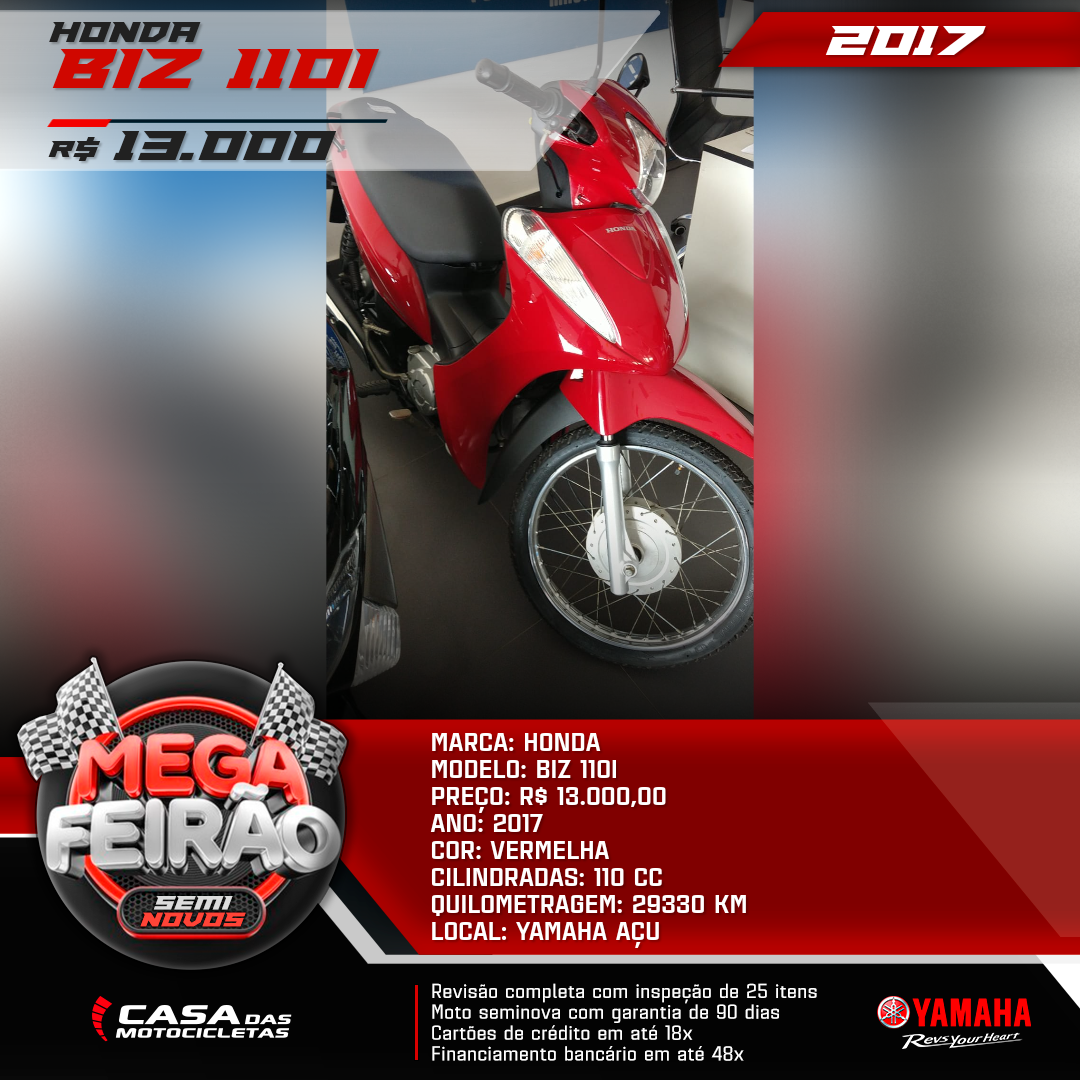 HONDA
BIZ 110I
R$ 13.000
2017
HONDA
MEGA
FEIRÃO
SEMI
NOVOS
MARCA: HONDA
MODELO: BIZ 110I
PREÇO: R$ 13.000,00
ANO: 2017
COR: VERMELHA
CILINDRADAS: 110 CC
QUILOMETRAGEM: 29330 KM
LOCAL: YAMAHA AÇU
CASA DAS
MOTOCICLETAS
Revisão completa com inspeção de 25 itens
Moto seminova com garantia de 90 dias
Cartões de crédito em até 18x
Financiamento bancário em até 48x
YAMAHA
Revs Your Heart